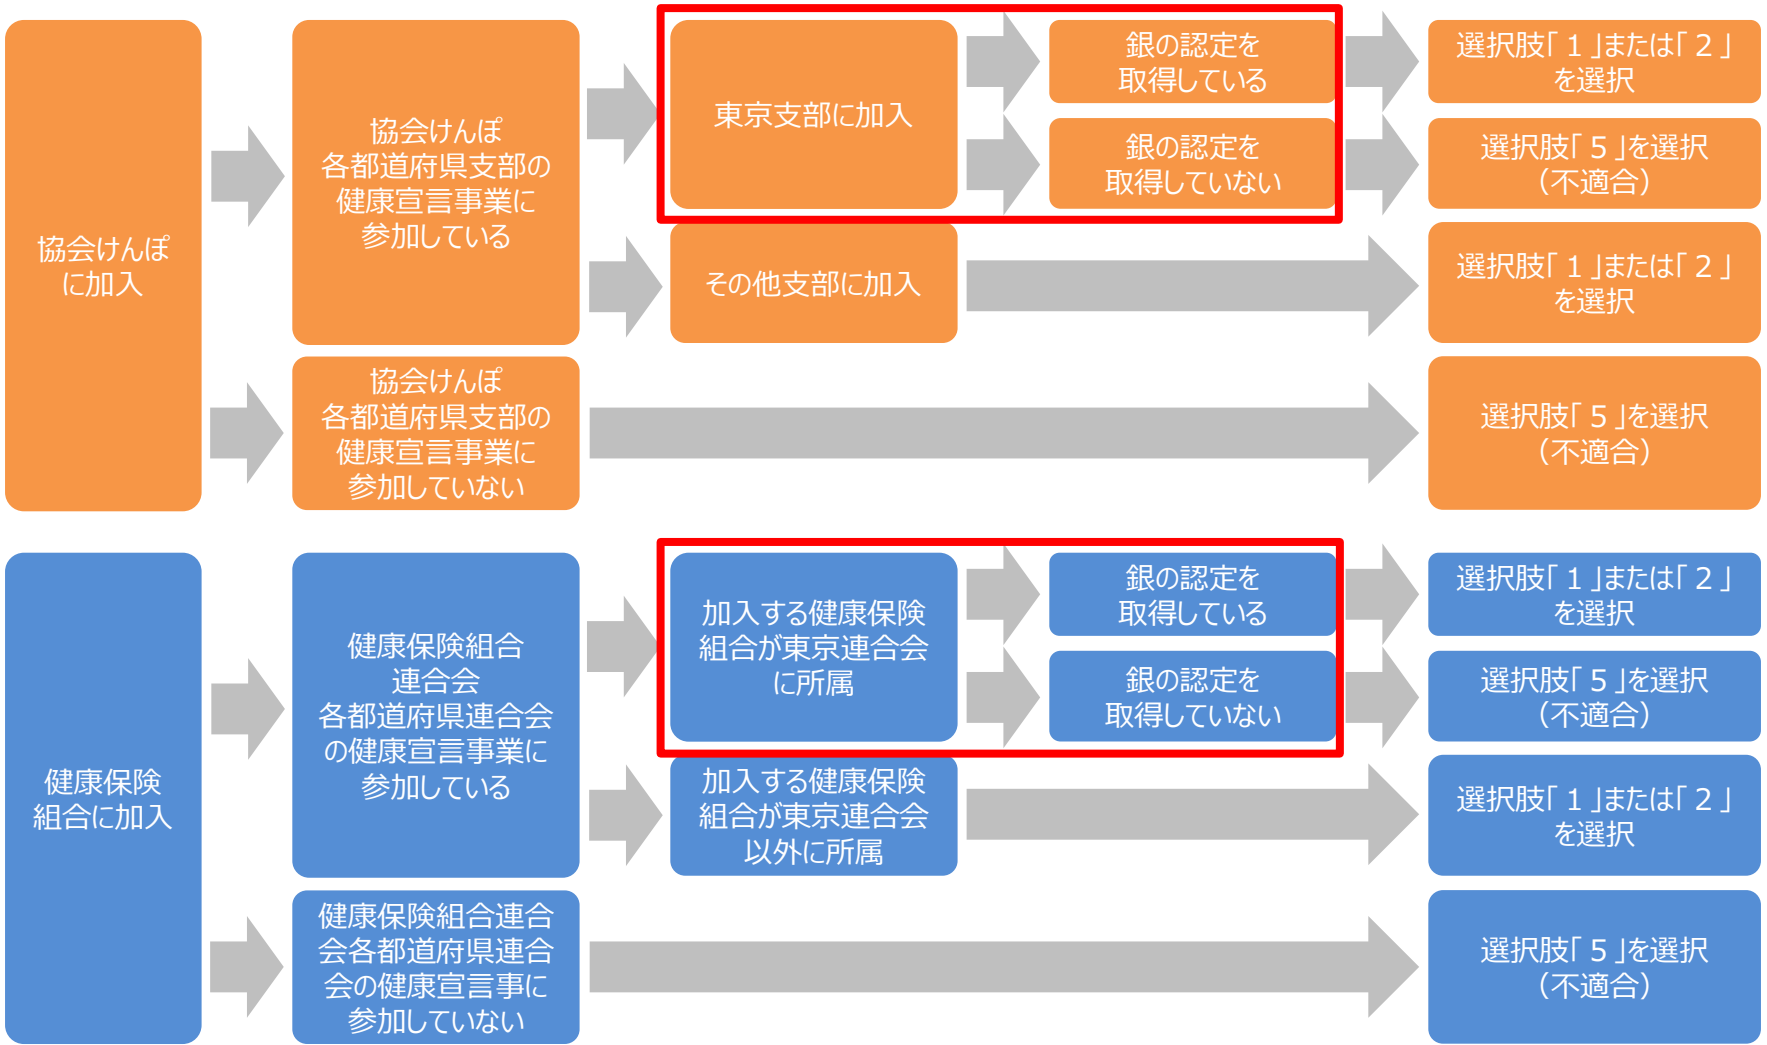 協会けんぽ
に加入
協会けんぽ
各都道府県支部の
健康宣言事業に
参加している
東京支部に加入
銀の認定を
取得している
選択肢「１」または「２」
を選択
銀の認定を
取得していない
選択肢「５」を選択
（不適合）
その他支部に加入
選択肢「１」または「２」
を選択
協会けんぽ
各都道府県支部の
健康宣言事業に
参加していない
選択肢「５」を選択
（不適合）
健康保険
組合に加入
健康保険組合
連合会
各都道府県連合会
の健康宣言事業に
参加している
加入する健康保険
組合が東京連合会
に所属
銀の認定を
取得している
選択肢「１」または「２」
を選択
銀の認定を
取得していない
選択肢「５」を選択
（不適合）
加入する健康保険
組合が東京連合会
以外に所属
選択肢「１」または「２」
を選択
健康保険組合連合
会各都道府県連合
会の健康宣言事に
参加していない
選択肢「５」を選択
（不適合）